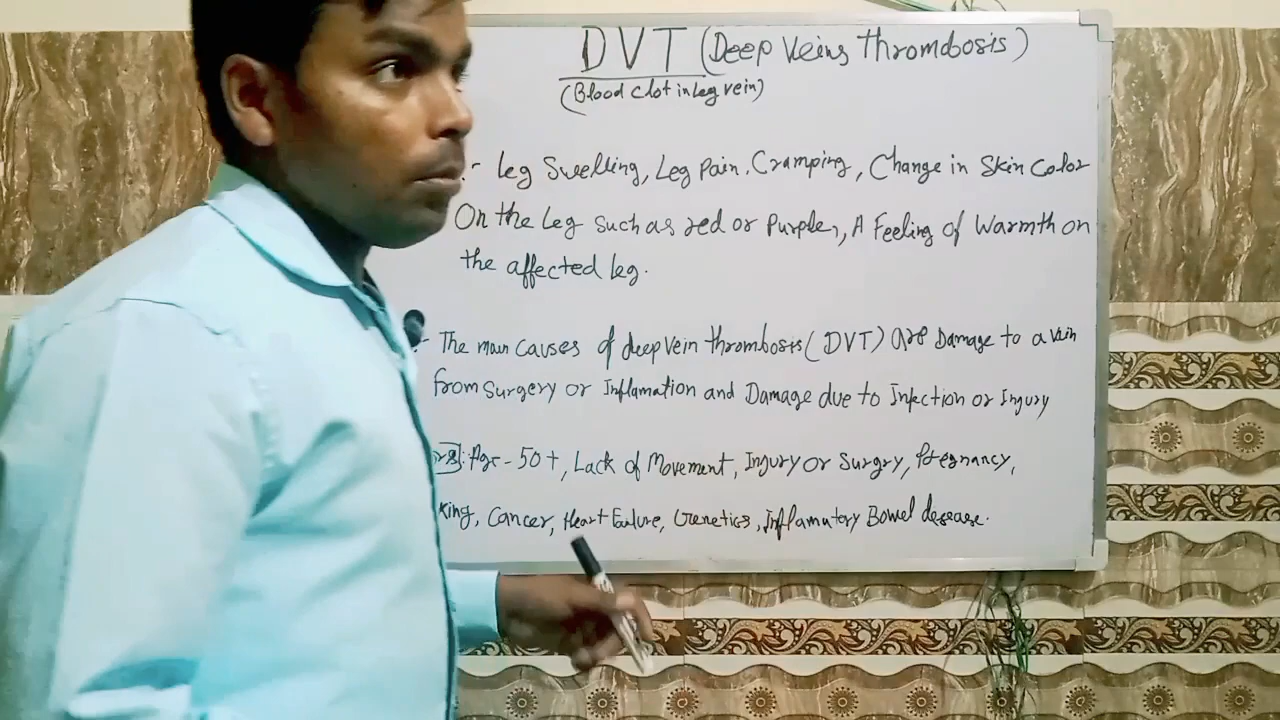 DVT (Deep Veins Thrombosis)
(Blood Clot in Leg vein)
:- Leg Swelling, Leg Pain, Cramping, Change in Skin Color
On the Leg Such as red or Purple, A Feeling of Warmth on
the affected leg.
:- The main Causes of deep vein thrombosis (DVT) are Damage to a vein
from Surgery or Inflamation and Damage due to Infection or Injury
Age - 50+, Lack of Movement, Injury or Surgry, Pregnancy,
king, Cancer, Heart Failure, Genetics, Inflamatory Bowel desease.